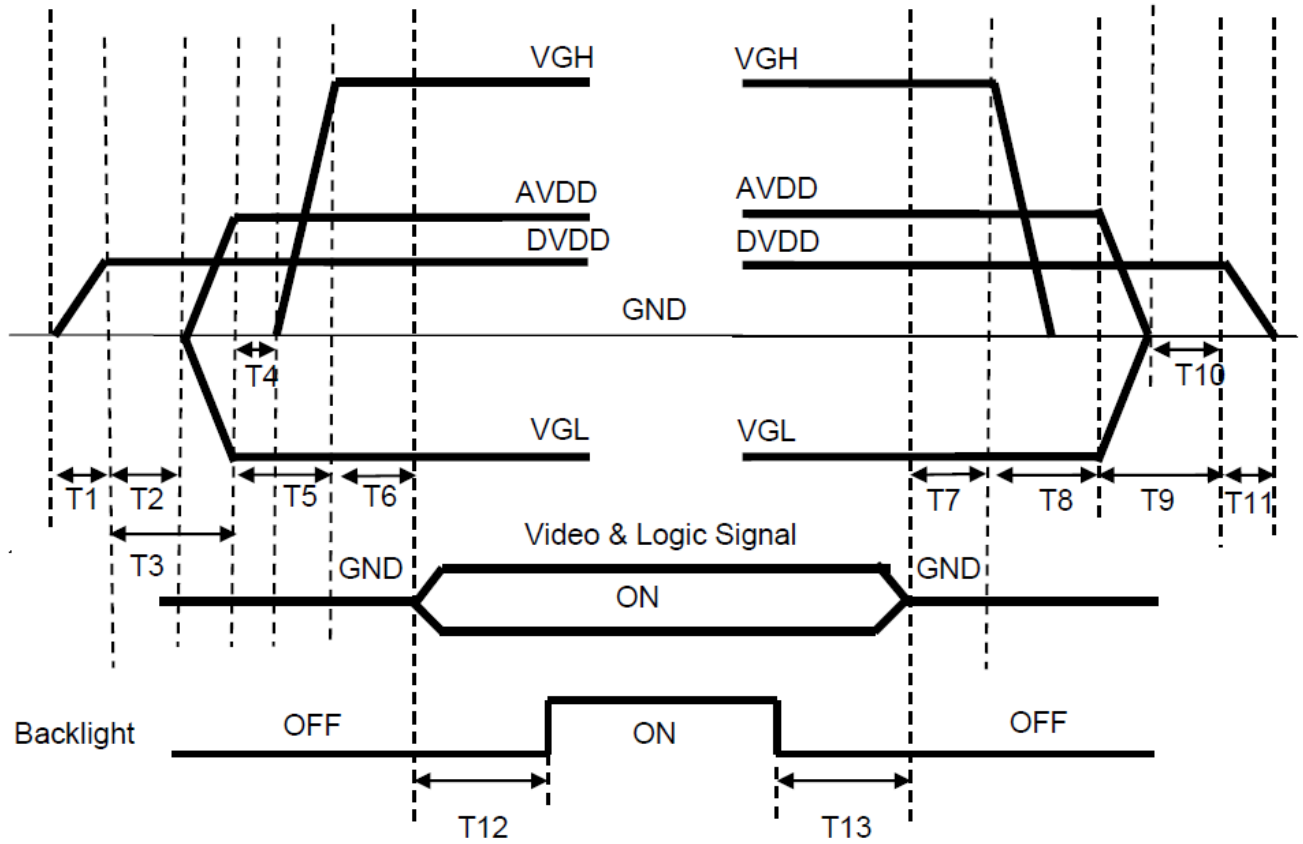 VGH VGH
AVDD AVDD
DVDD DVDD
GND
T4 T10
VGL VGL
T1 T2 T5 T6 T7 T8 T9 T11
Video & Logic Signal
T3
GND GND
ON
Backlight OFF ON OFF
T12 T13